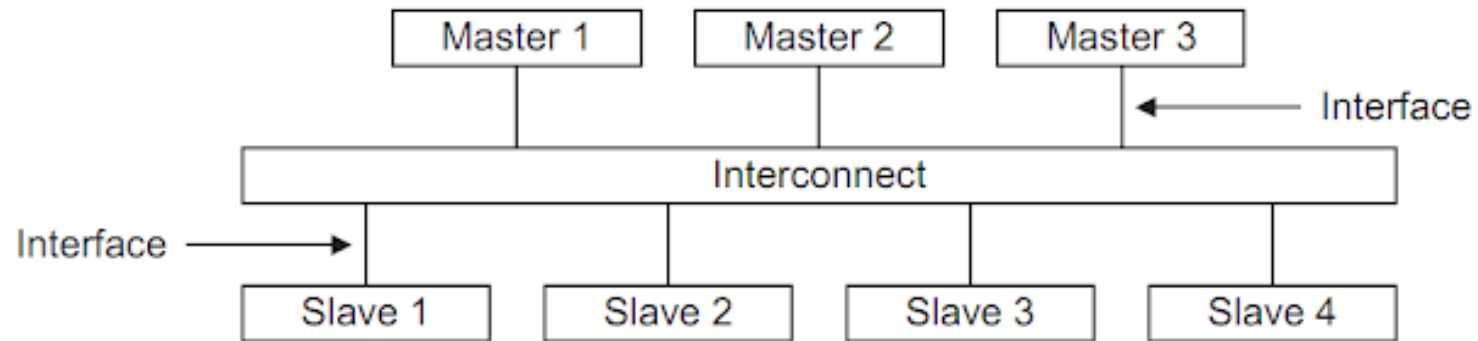 Master 1
Master 2
Master 3
Interface
Interconnect
Interface
Slave 1
Slave 2
Slave 3
Slave 4